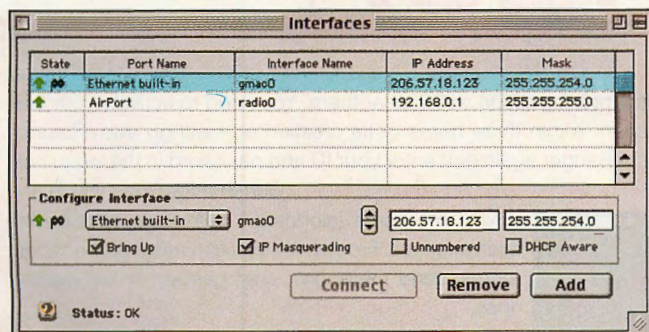 Interfaces
State Port Name Interface Name IP Address Mask
Ethernet built-in gmac0 206.57.18.123 255.255.254.0
AirPort radio0 192.168.0.1 255.255.255.0
Configure Interface
Ethernet built-in gmac0 206.57.18.123 255.255.254.0
Bring Up IP Masquerading Unnumbered DHCP Aware
Connect Remove Add
? Status: OK